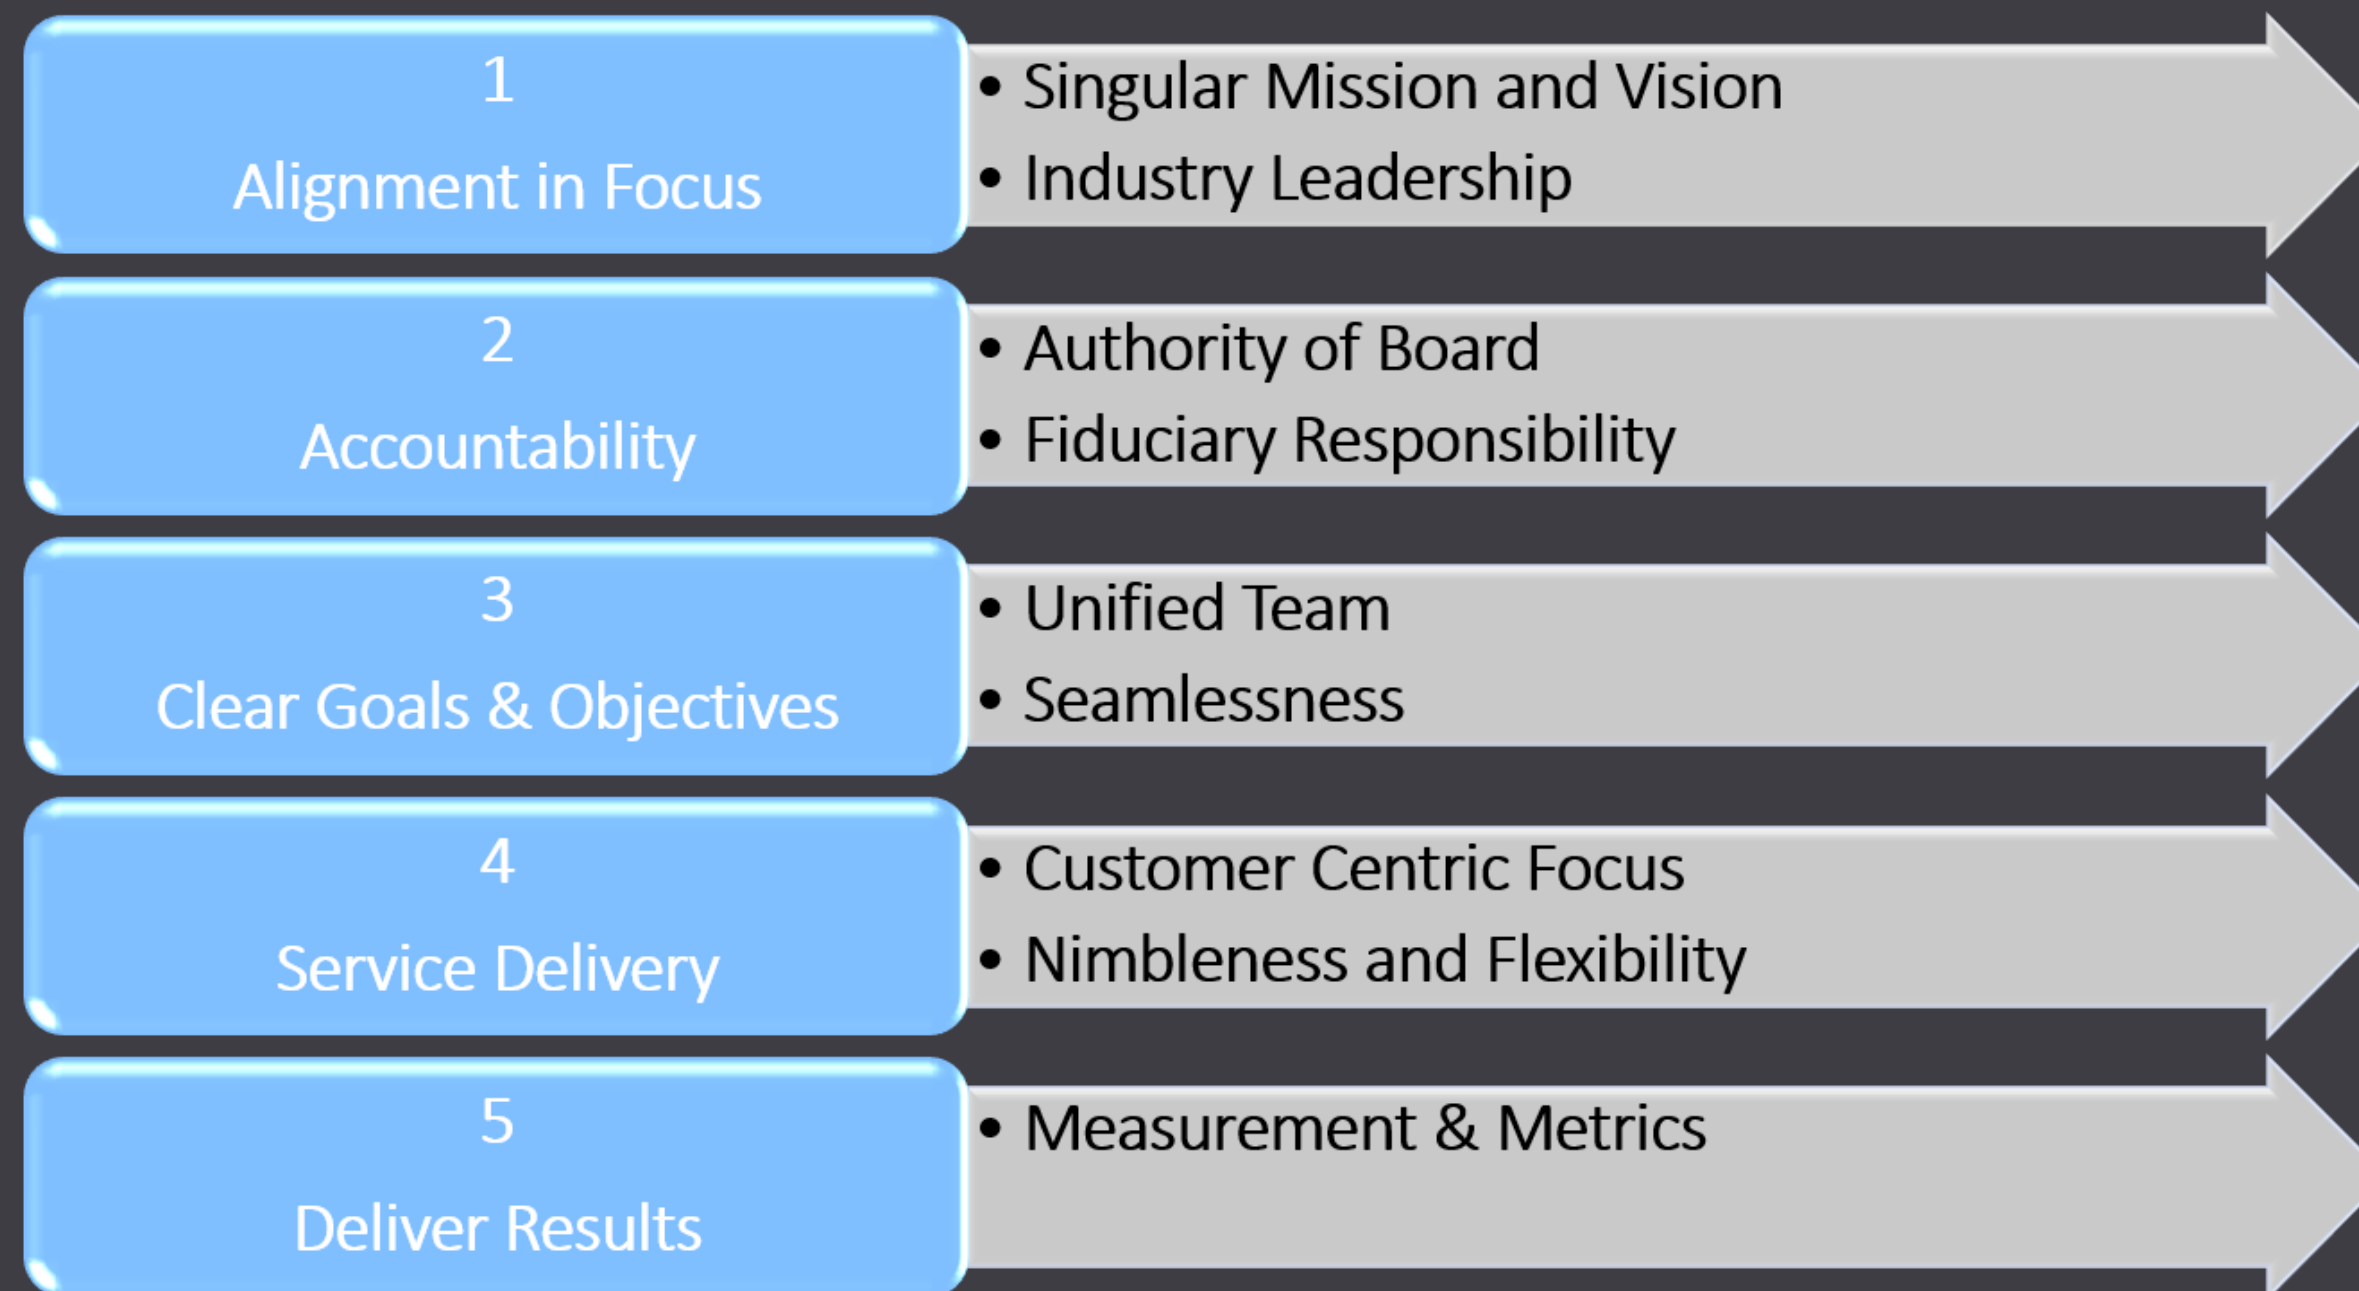 1
Alignment in Focus
• Singular Mission and Vision
• Industry Leadership
2
Accountability
• Authority of Board
• Fiduciary Responsibility
3
Clear Goals & Objectives
• Unified Team
• Seamlessness
4
Service Delivery
• Customer Centric Focus
• Nimbleness and Flexibility
5
Deliver Results
• Measurement & Metrics